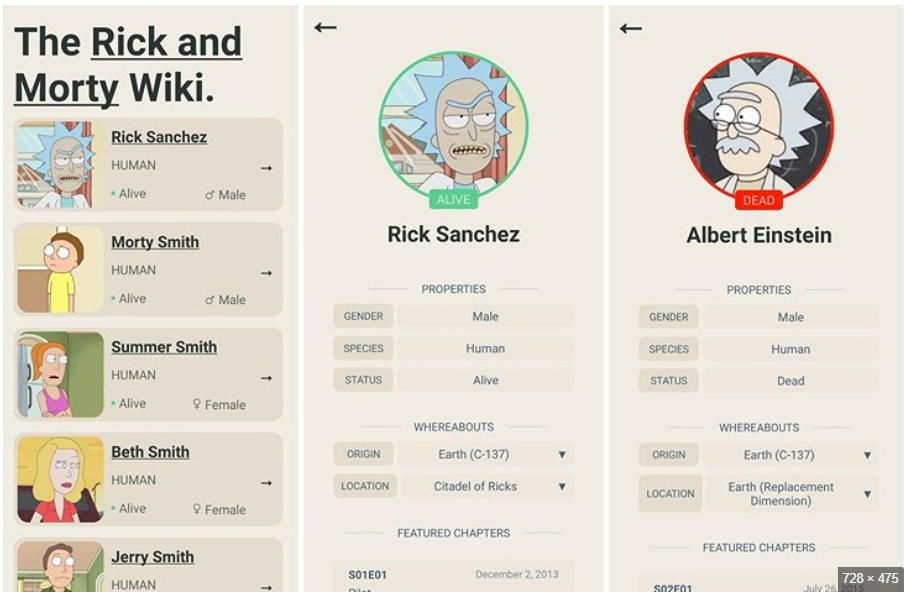 The Rick and
Morty Wiki.
Rick Sanchez
HUMAN
Alive
♂ Male
Morty Smith
HUMAN
Alive
♂ Male
Summer Smith
HUMAN
Alive
♀ Female
Beth Smith
HUMAN
Alive
♀ Female
Jerry Smith
HUMAN
ALIVE
Rick Sanchez
PROPERTIES
GENDER Male
SPECIES Human
STATUS Alive
WHEREABOUTS
ORIGIN Earth (C-137)
LOCATION Citadel of Ricks
FEATURED CHAPTERS
S01E01 December 2, 2013
Pilot
DEAD
Albert Einstein
PROPERTIES
GENDER Male
SPECIES Human
STATUS Dead
WHEREABOUTS
ORIGIN Earth (C-137)
LOCATION Earth (Replacement
Dimension)
FEATURED CHAPTERS
S02E01 July 26, 2015
728 × 475